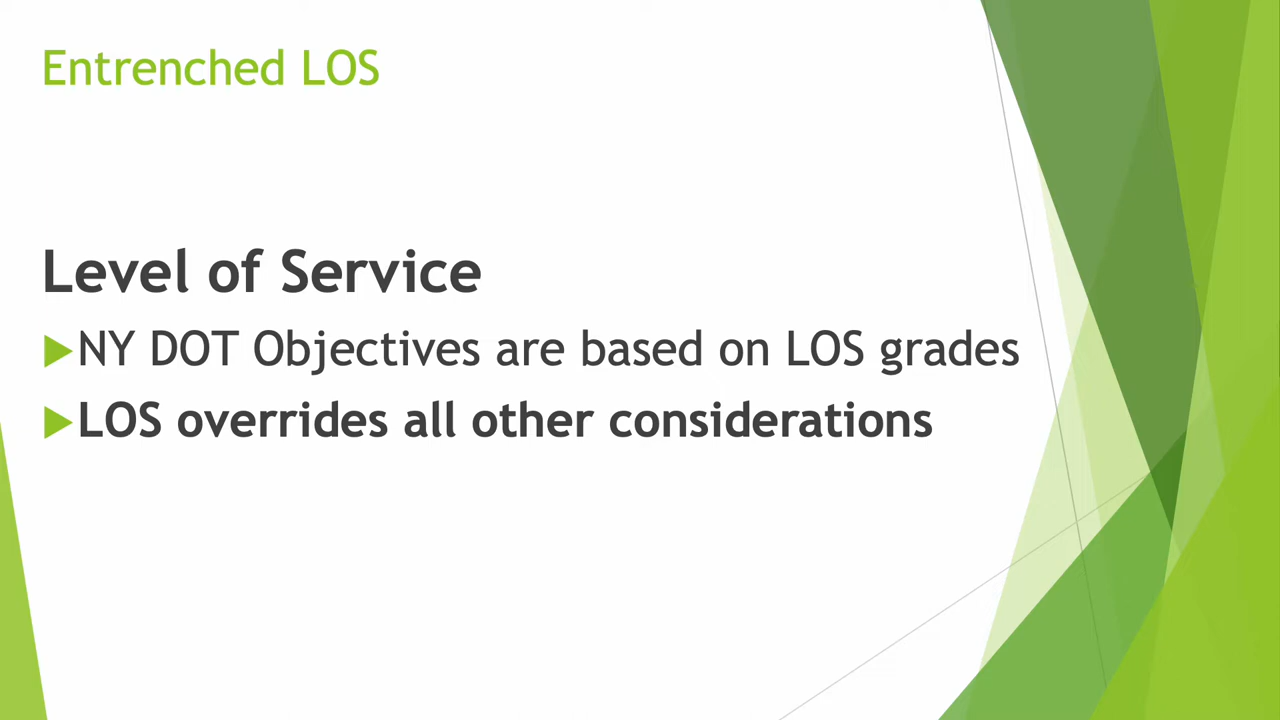 Entrenched LOS
Level of Service
NY DOT Objectives are based on LOS grades
LOS overrides all other considerations